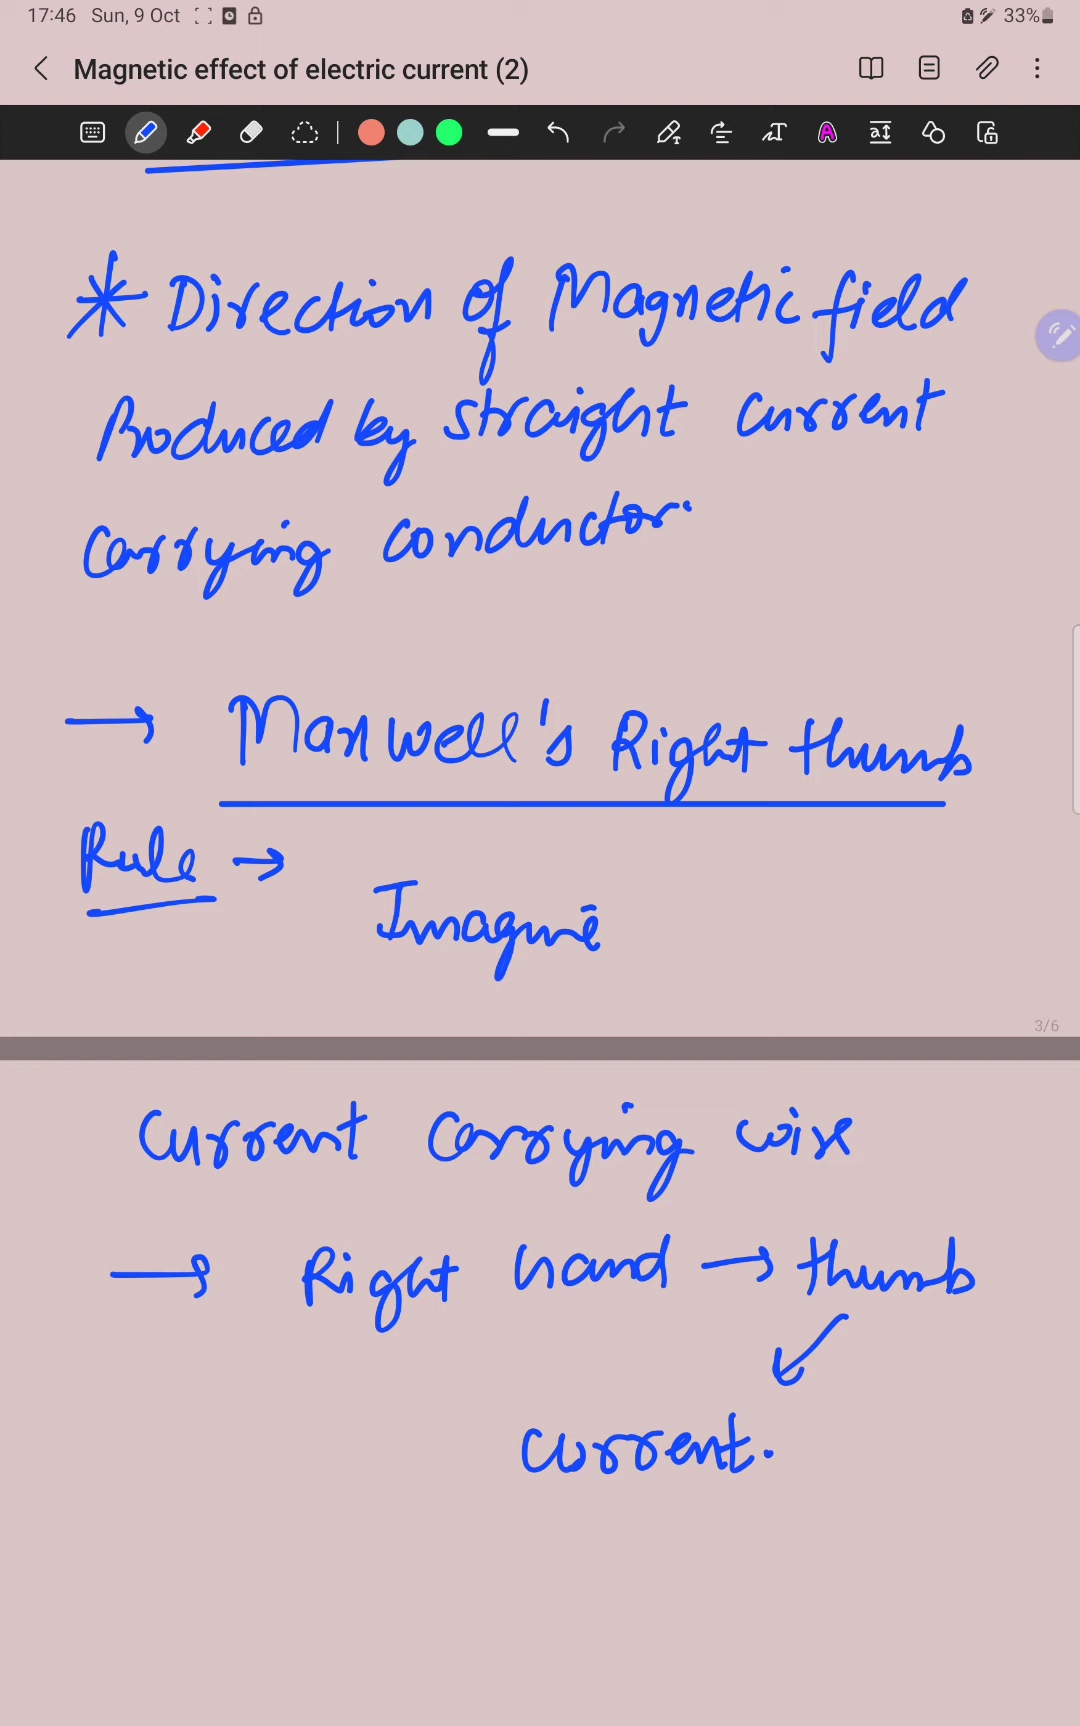 17:46 Sun, 9 Oct 33%
Magnetic effect of electric current (2)
* Direction of Magnetic field
Produced by straight current
carrying conductor.
→ Maxwell's Right thumb
Rule →
Imagine
3/6
Current carrying wire
→ Right hand → thumb
current.